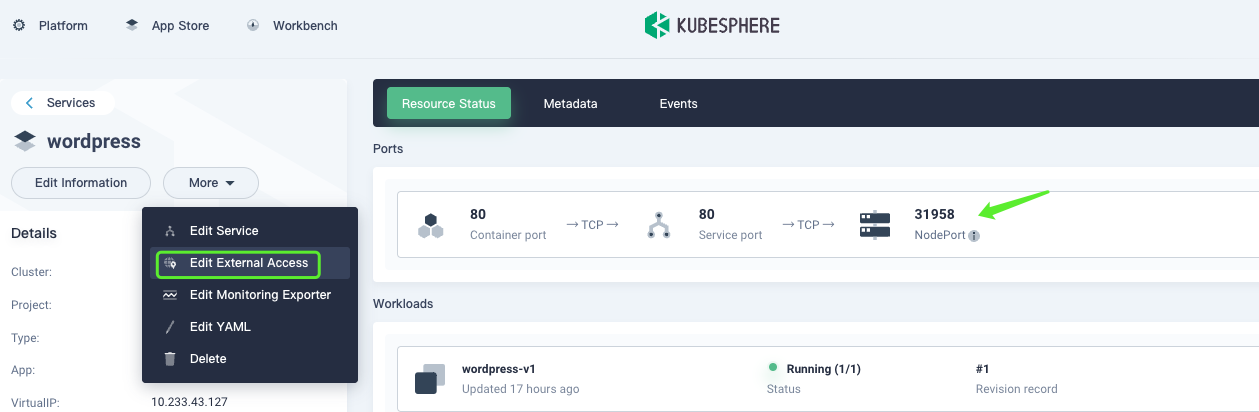 Platform
App Store
Workbench
KUBESPHERE
Services
wordpress
Edit Information
More
Edit Service
Edit External Access
Edit Monitoring Exporter
Edit YAML
Delete
Details
Cluster:
Project:
Type:
App:
VirtualIP: 10.233.43.127
Resource Status
Metadata
Events
Ports
80
Container port
TCP
80
Service port
TCP
31958
NodePort
Workloads
wordpress-v1
Updated 17 hours ago
Running (1/1)
Status
#1
Revision record